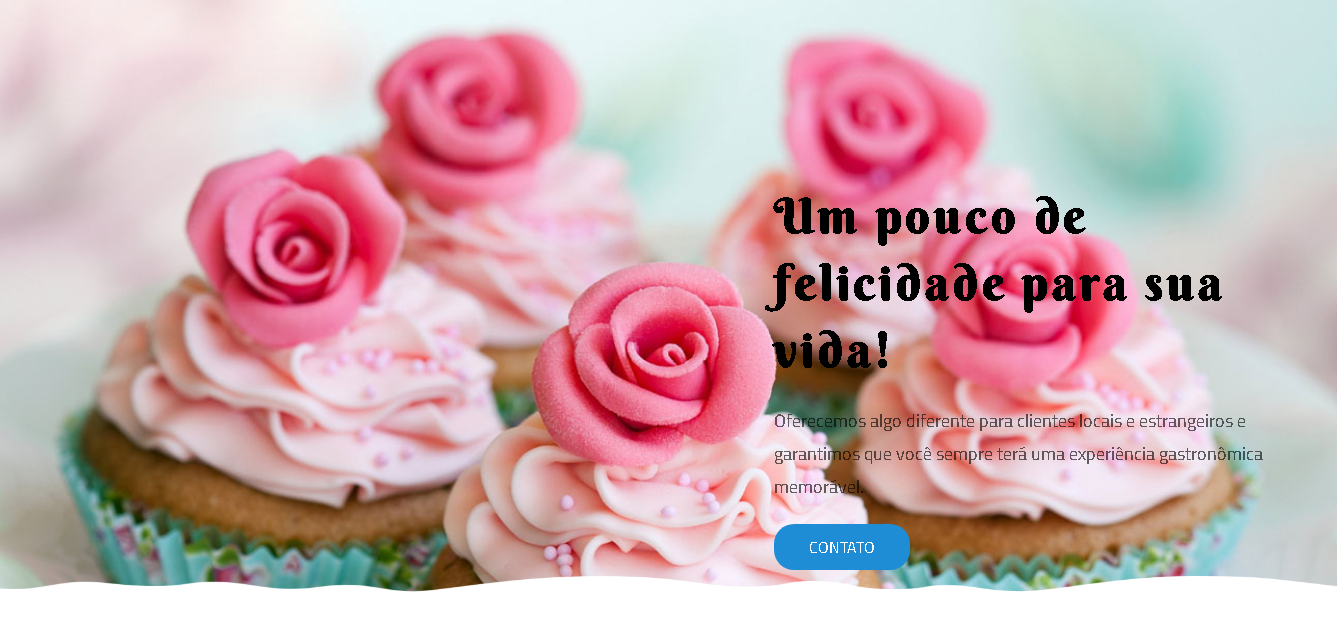 Um pouco de
felicidade para sua
vida!
Oferecemos algo diferente para clientes locais e estrangeiros e
garantimos que você sempre terá uma experiência gastronômica
memorável.
CONTATO